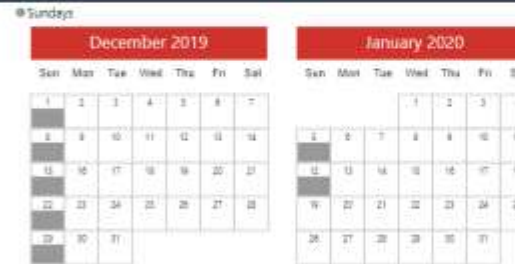 Sundays
December 2019
Sun Mon Tue Wed Thu Fri Sat
1 2 3 4 5 6 7
8 9 10 11 12 13 14
15 16 17 18 19 20 21
22 23 24 25 26 27 28
29 30 31
January 2020
Sun Mon Tue Wed Thu Fri
1 2 3
5 6 7 8 9 10
12 13 14 15 16 17
19 20 21 22 23 24
26 27 28 29 30 31